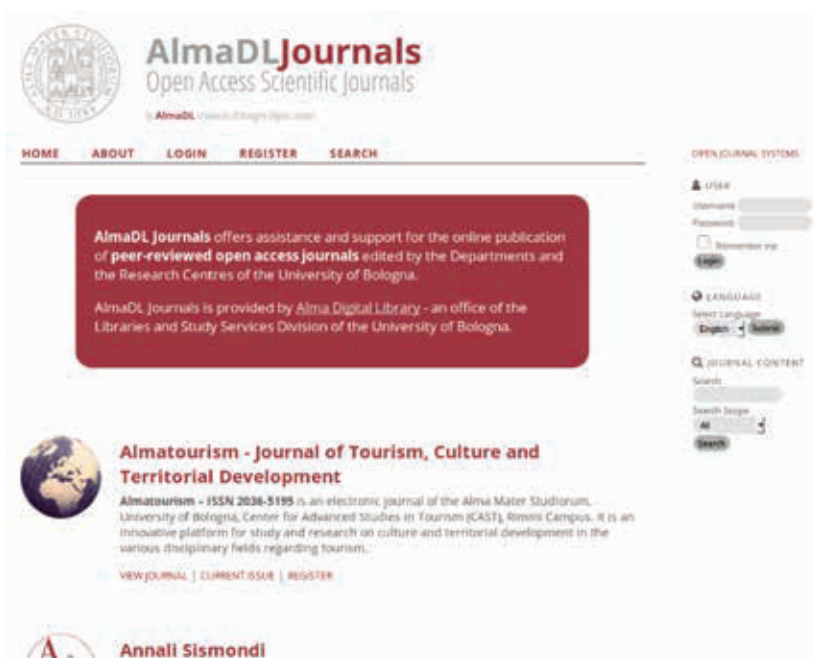 AlmaDLJournals
Open Access Scientific Journals
AlmaDL
HOME ABOUT LOGIN REGISTER SEARCH
AlmaDL Journals offers assistance and support for the online publication
of peer-reviewed open access journals edited by the Departments and
the Research Centres of the University of Bologna.
AlmaDL Journals is provided by Alma Digital Library - an office of the
Libraries and Study Services Division of the University of Bologna.
Almatourism - Journal of Tourism, Culture and
Territorial Development
Almatourism - ISSN 2036-5195 is an electronic journal of the Alma Mater Studiorum,
University of Bologna, Center for Advanced Studies in Tourism (CAST), Rimini Campus. It is an
innovative platform for study and research on culture and territorial development in the
various disciplinary fields regarding tourism.
VIEW JOURNAL | CURRENT ISSUE | REGISTER
Annali Sismondi
OPEN JOURNAL SYSTEMS
USER
Username
Password
Remember me
Login
LANGUAGE
Select Language
English Submit
JOURNAL CONTENT
Search
Search Scope
All
Search